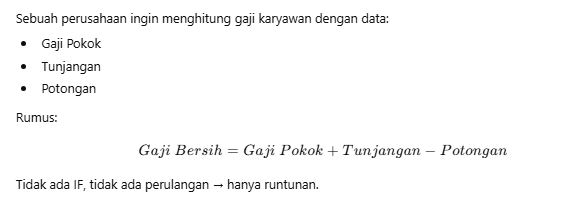 Sebuah perusahaan ingin menghitung gaji karyawan dengan data:
• Gaji Pokok
• Tunjangan
• Potongan
Rumus:
Gaji Bersih = Gaji Pokok + Tunjangan − Potongan
Tidak ada IF, tidak ada perulangan → hanya runtunan.